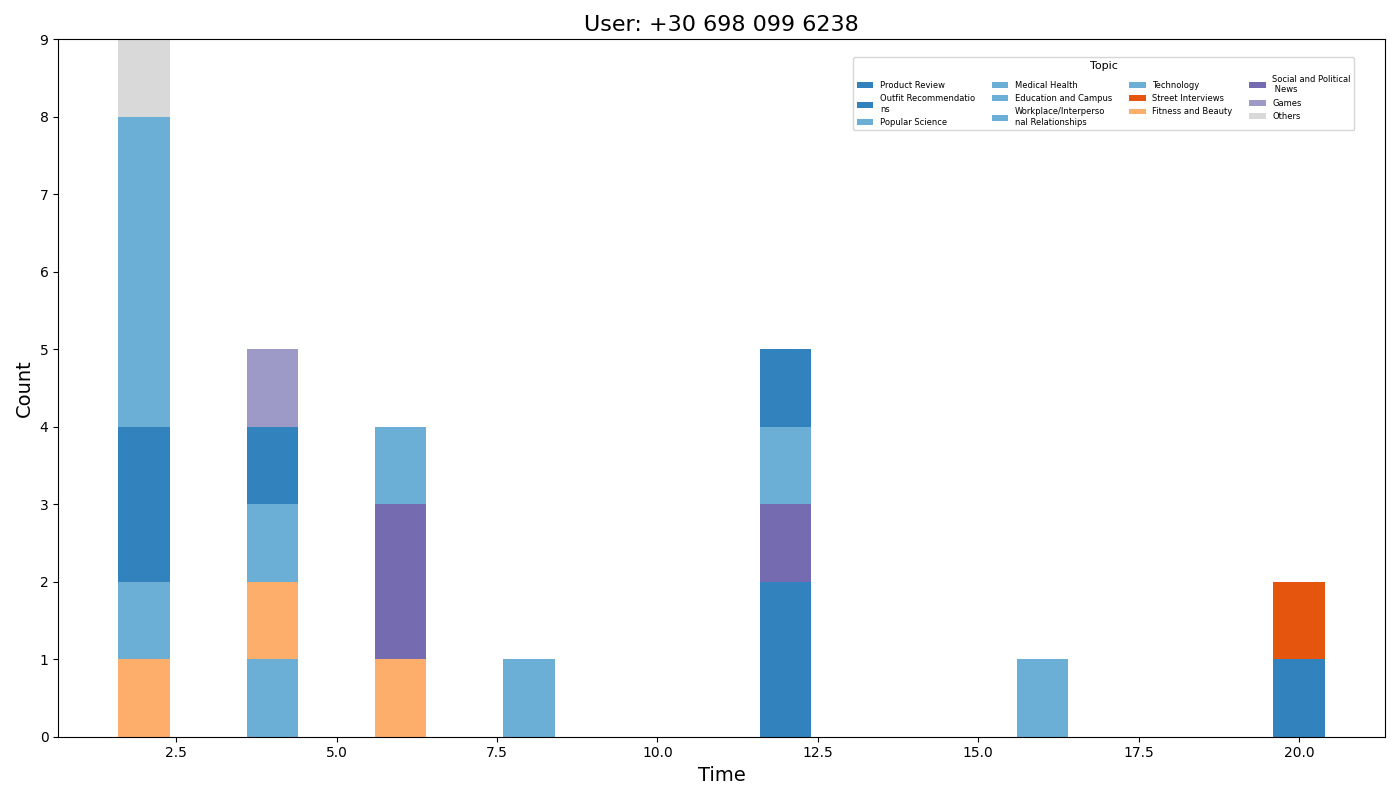 User: +30 698 099 6238
9
8
7
6
5
4
3
2
1
0
Count
Topic
Product Review
Outfit Recommendatio
ns
Popular Science
Medical Health
Education and Campus
Workplace/Interperso
nal Relationships
Technology
Street Interviews
Fitness and Beauty
Social and Political
News
Games
Others
2.5 5.0 7.5 10.0 12.5 15.0 17.5 20.0
Time